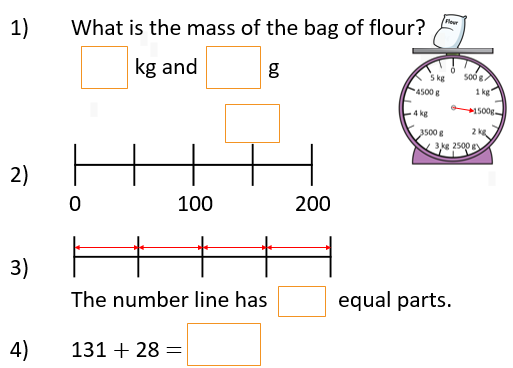 1) What is the mass of the bag of flour?
kg and g
Flour
0
5 kg 500 g
4500 g 1 kg
4 kg 1500g
3500 g 2 kg
3 kg 2500 g
2)
0 100 200
3)
The number line has equal parts.
4) 131 + 28 =